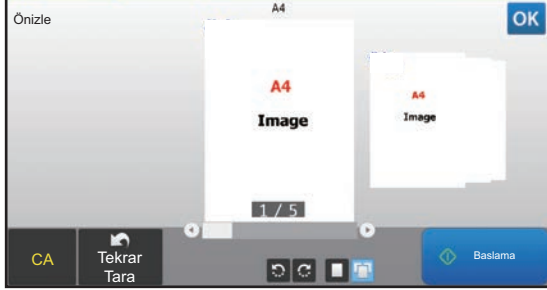 A4
Önizle
OK
A4
Image
A4
Image
1 / 5
CA
Tekrar
Tara
Baslama